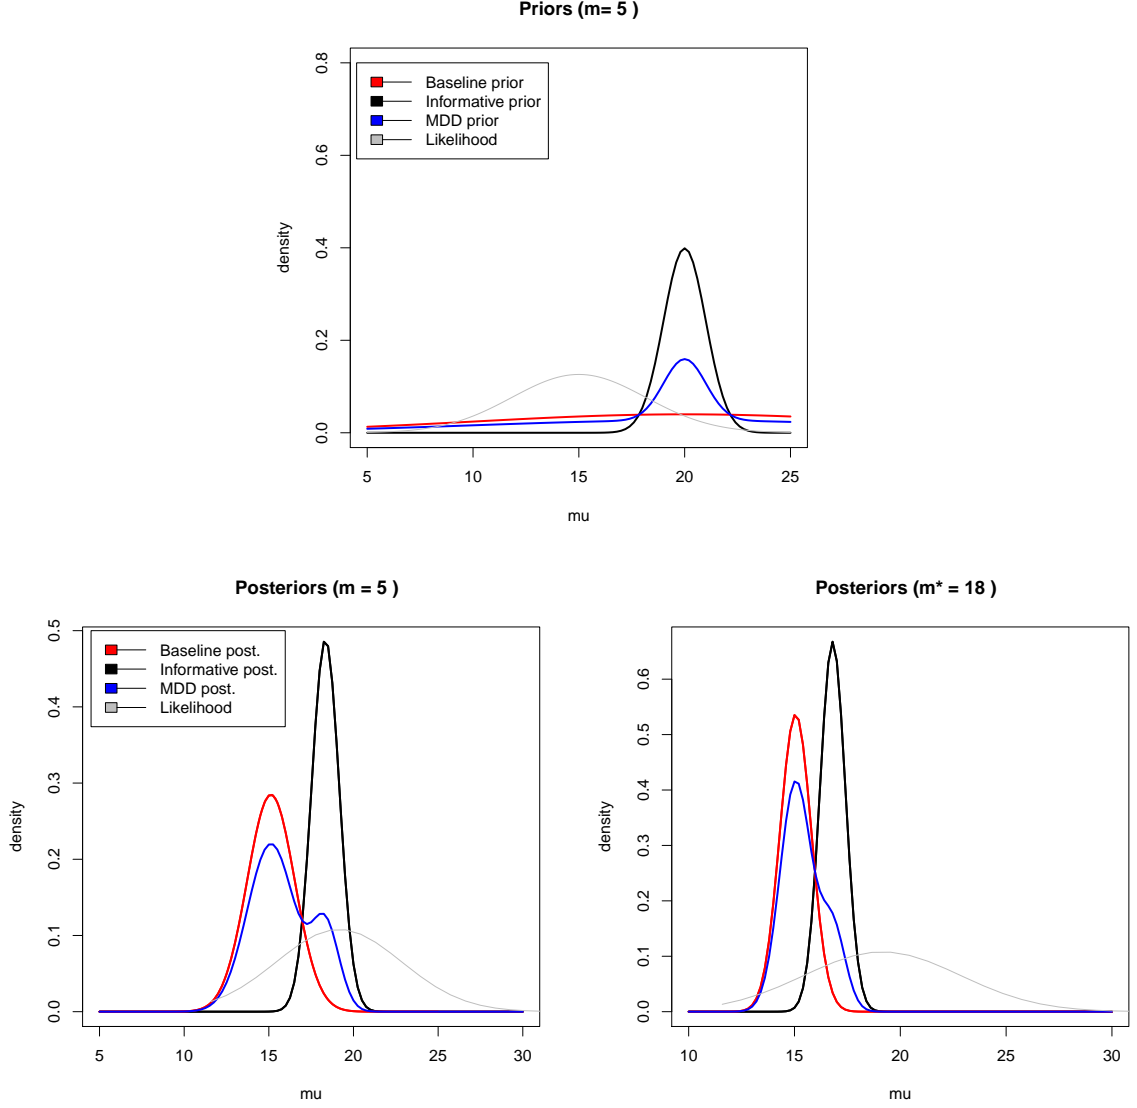 Priors (m= 5 )
0.8
0.6
0.4
0.2
0.0
density
Baseline prior
Informative prior
MDD prior
Likelihood
5 10 15 20 25
mu
Posteriors (m = 5 )
0.5
0.4
0.3
0.2
0.1
0.0
density
Baseline post.
Informative post.
MDD post.
Likelihood
5 10 15 20 25 30
mu
Posteriors (m* = 18 )
0.6
0.5
0.4
0.3
0.2
0.1
0.0
density
10 15 20 25 30
mu